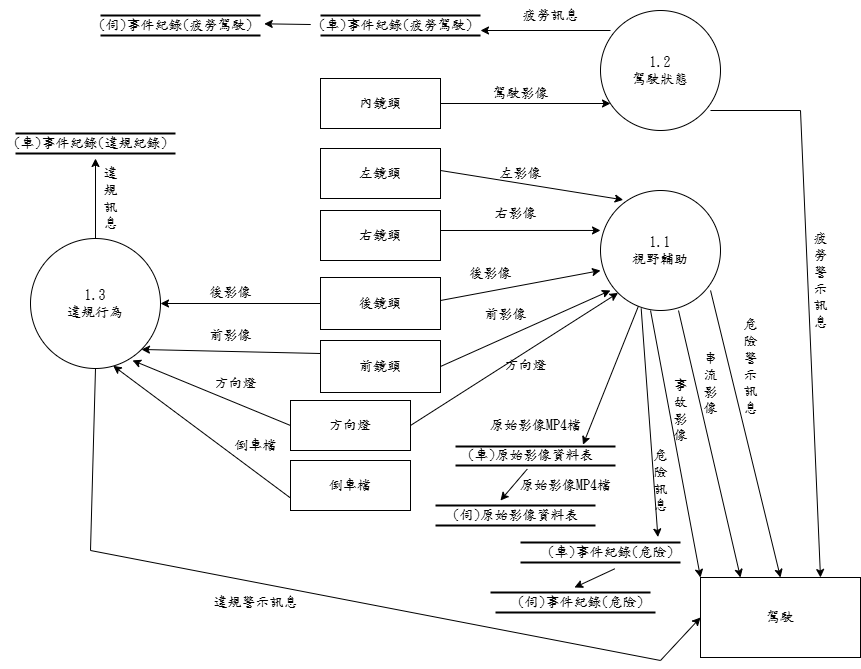 (伺)事件紀錄(疲勞駕駛)
(車)事件紀錄(疲勞駕駛)
疲勞訊息
1.2
駕駛狀態
內鏡頭
駕駛影像
(車)事件紀錄(違規紀錄)
違規訊息
左鏡頭
左影像
右鏡頭
右影像
1.1
視野輔助
疲勞警示訊息
1.3
違規行為
後影像
後鏡頭
後影像
前影像
前鏡頭
前影像
方向燈
方向燈
方向燈
倒車檔
倒車檔
事故影像
串流影像
危險警示訊息
原始影像MP4檔
(車)原始影像資料表
危險訊息
原始影像MP4檔
(伺)原始影像資料表
(車)事件紀錄(危險)
(伺)事件紀錄(危險)
違規警示訊息
駕駛